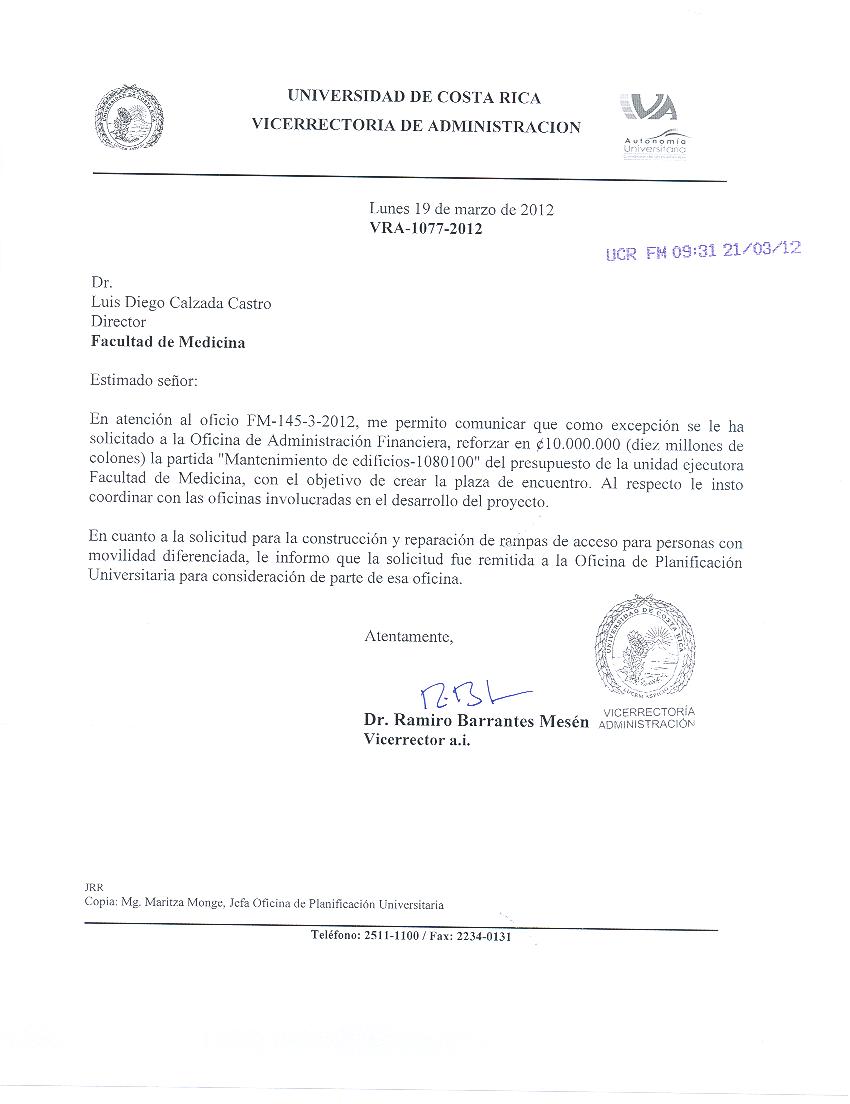 UNIVERSIDAD DE COSTA RICA
VICERRECTORIA DE ADMINISTRACION
VA
Autonomía
Universitaria
Lunes 19 de marzo de 2012
VRA-1077-2012
UCR FM 09:31 21/03/12
Dr.
Luis Diego Calzada Castro
Director
Facultad de Medicina
Estimado señor:
En atención al oficio FM-145-3-2012, me permito comunicar que como excepción se le ha
solicitado a la Oficina de Administración Financiera, reforzar en ¢10.000.000 (diez millones de
colones) la partida "Mantenimiento de edificios-1080100" del presupuesto de la unidad ejecutora
Facultad de Medicina, con el objetivo de crear la plaza de encuentro. Al respecto le insto
coordinar con las oficinas involucradas en el desarrollo del proyecto.
En cuanto a la solicitud para la construcción y reparación de rampas de acceso para personas con
movilidad diferenciada, le informo que la solicitud fue remitida a la Oficina de Planificación
Universitaria para consideración de parte de esa oficina.
Atentamente,
UNIVERSIDAD DE COSTA RICA
VICERRECTORÍA
ADMINISTRACIÓN
Dr. Ramiro Barrantes Mesén
Vicerrector a.i.
JRR
Copia: Mg. Maritza Monge, Jefa Oficina de Planificación Universitaria
Teléfono: 2511-1100 / Fax: 2234-0131